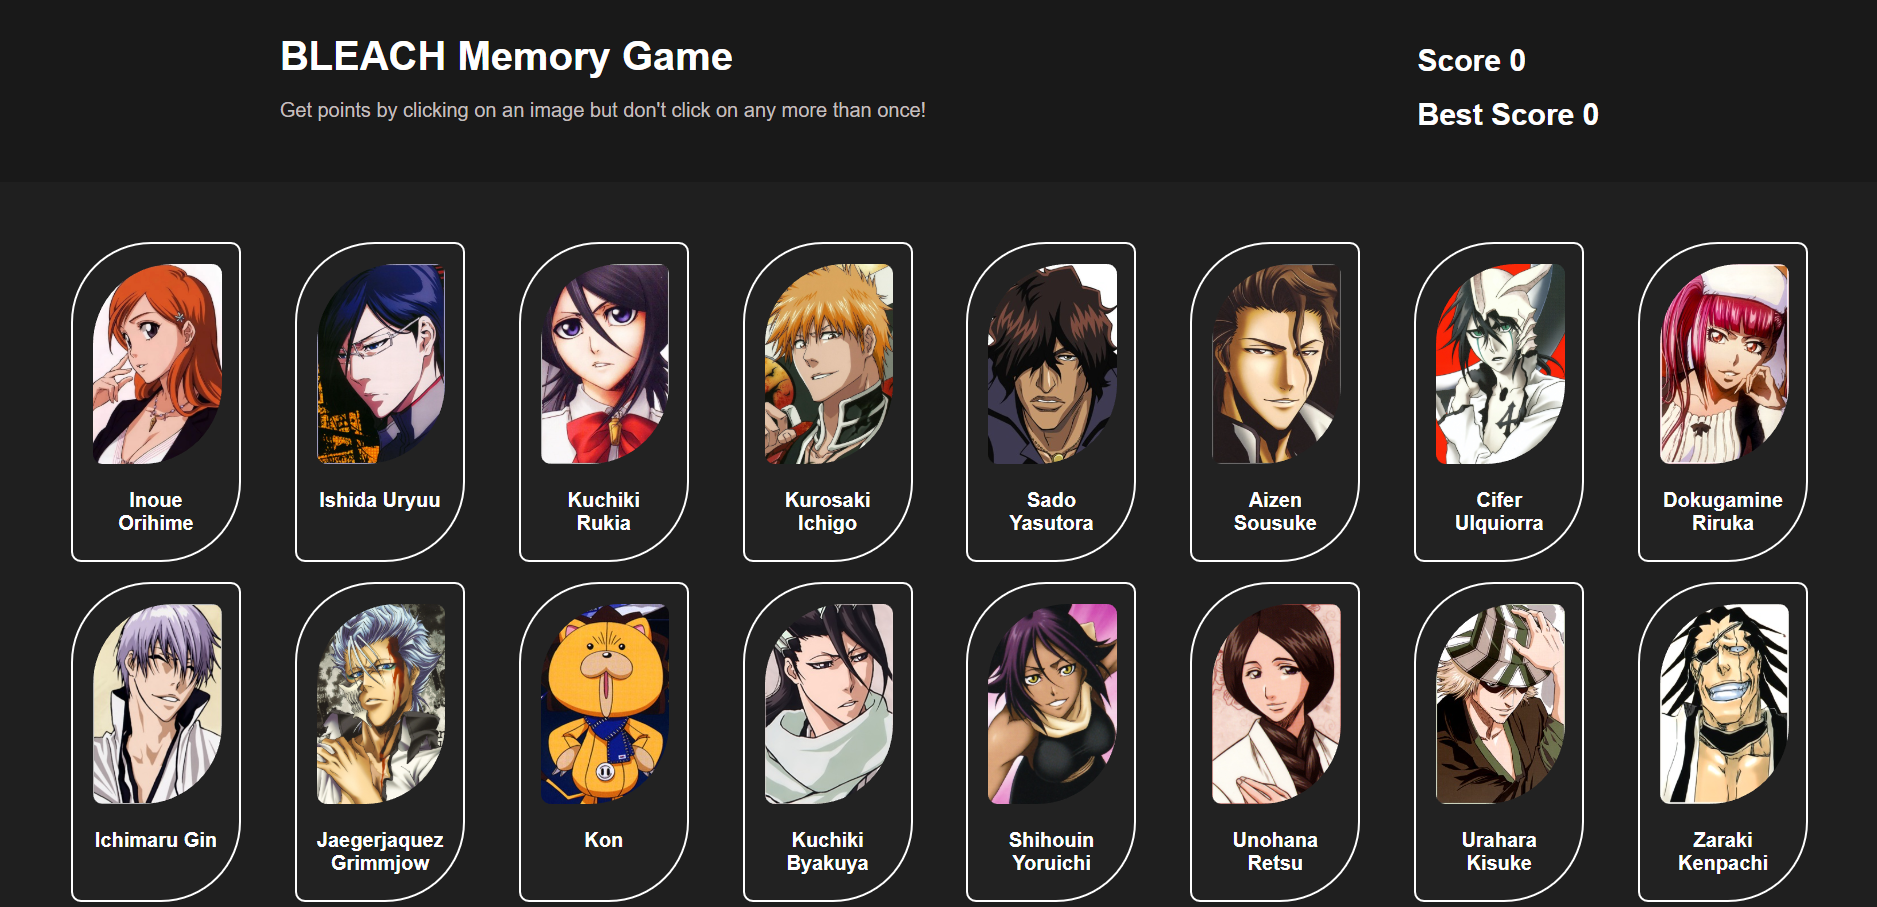 BLEACH Memory Game
Get points by clicking on an image but don't click on any more than once!
Score 0
Best Score 0
Inoue
Orihime
Ishida Uryuu
Kuchiki
Rukia
Kurosaki
Ichigo
Sado
Yasutora
Aizen
Sousuke
Cifer
Ulquiorra
Dokugamine
Riruka
Ichimaru Gin
Jaegerjaquez
Grimmjow
Kon
Kuchiki
Byakuya
Shihouin
Yoruichi
Unohana
Retsu
Urahara
Kisuke
Zaraki
Kenpachi